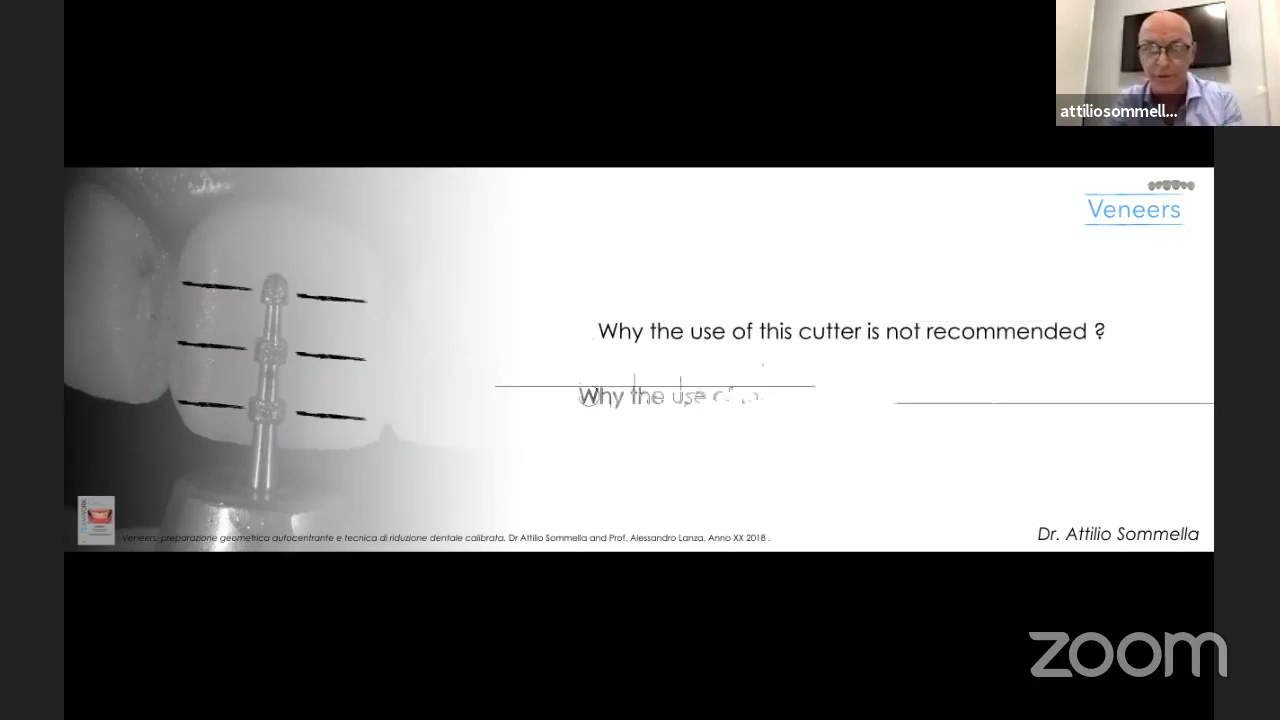 attiliosommell...
Veneers
Why the use of this cutter is not recommended ?
Why the use of
Veneers, preparazione geometrica autocentrante e tecnica di riduzione dentale calibrata. Dr Attilio Sommella and Prof. Alessandro Lanza. Anno XX 2018 .
Dr. Attilio Sommella
zoom